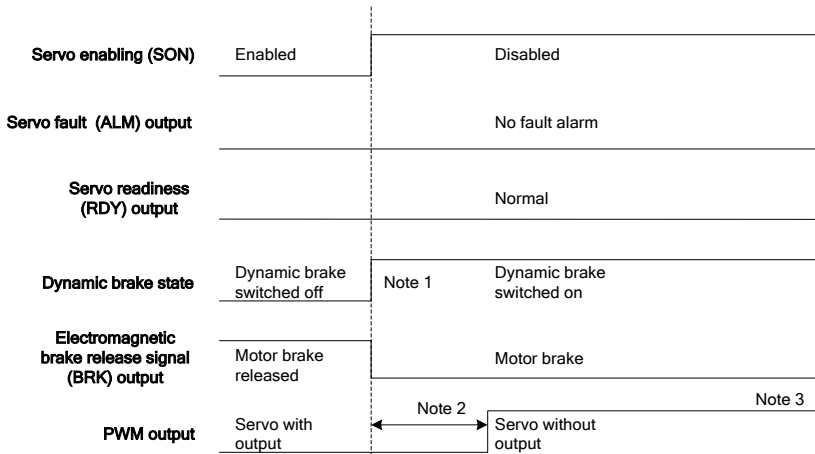 Servo enabling (SON)
Enabled
Disabled
Servo fault (ALM) output
No fault alarm
Servo readiness
(RDY) output
Normal
Dynamic brake state
Dynamic brake
switched off
Note 1
Dynamic brake
switched on
Electromagnetic
brake release signal
(BRK) output
Motor brake
released
Motor brake
PWM output
Servo with
output
Note 2
Servo without
output
Note 3